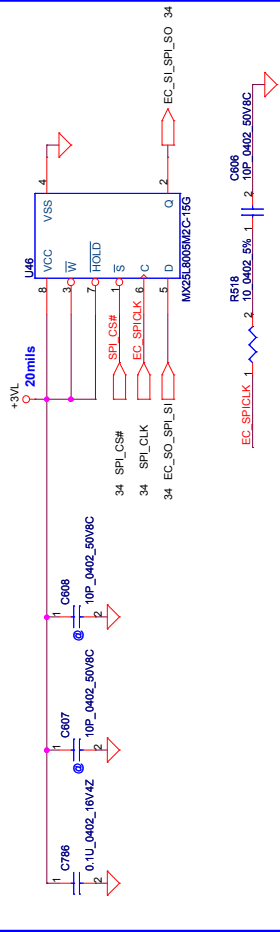 +3VL
20mils
C786
1
2
0.1U_0402_16V4Z
C607
1
2
@
10P_0402_50V8C
C608
1
2
@
10P_0402_50V8C
U46
8 VCC VSS 4
3 W
7 HOLD
34 SPI_CS# SPI_CS# 1 S
34 SPI_CLK EC_SPICLK 6 C
34 EC_SO_SPI_SI 5 D Q 2 EC_SI_SPI_SO 34
MX25L8005M2C-15G
R518 C606
10_0402_5% 10P_0402_50V8C
EC_SPICLK 1 2 1 2